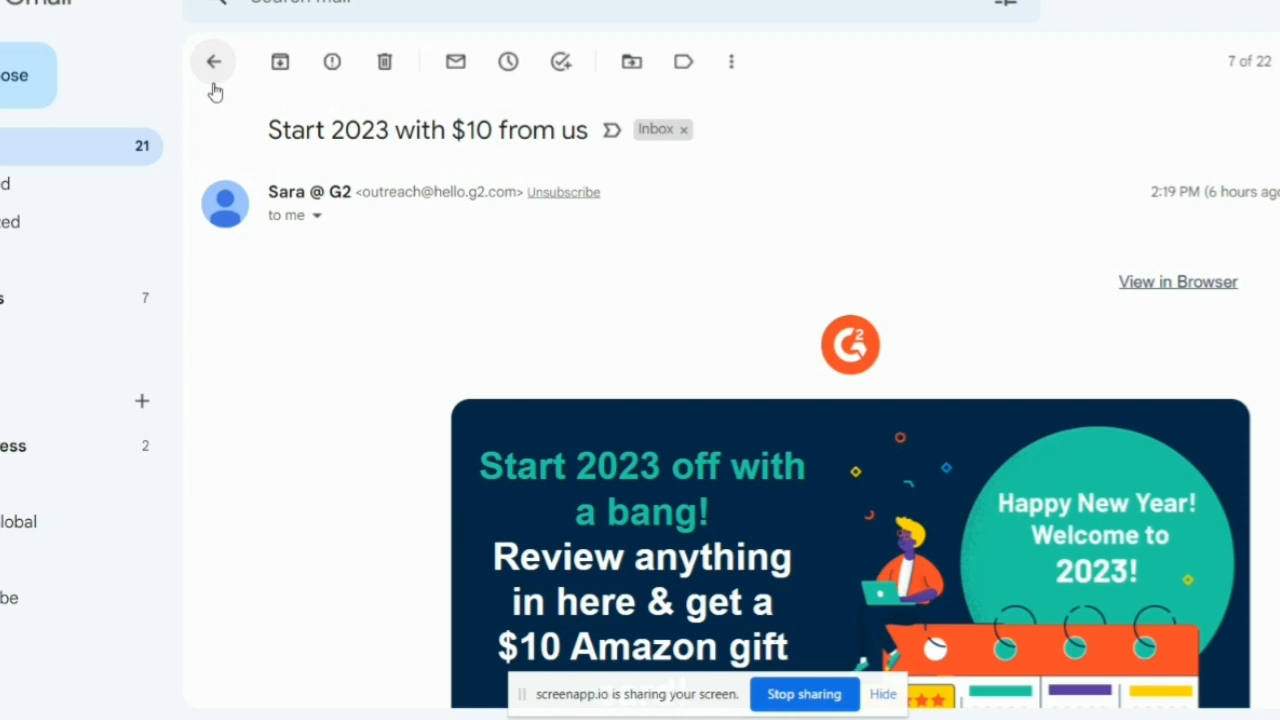 7 of 22
ose
Start 2023 with $10 from us
Inbox ×
21
Sara @ G2 <outreach@hello.g2.com> Unsubscribe
2:19 PM (6 hours ago
to me
View in Browser
7
G2
ess
2
Start 2023 off with
a bang!
Review anything
in here & get a
$10 Amazon gift
Happy New Year!
Welcome to
2023!
lobal
be
screenapp.io is sharing your screen.
Stop sharing
Hide